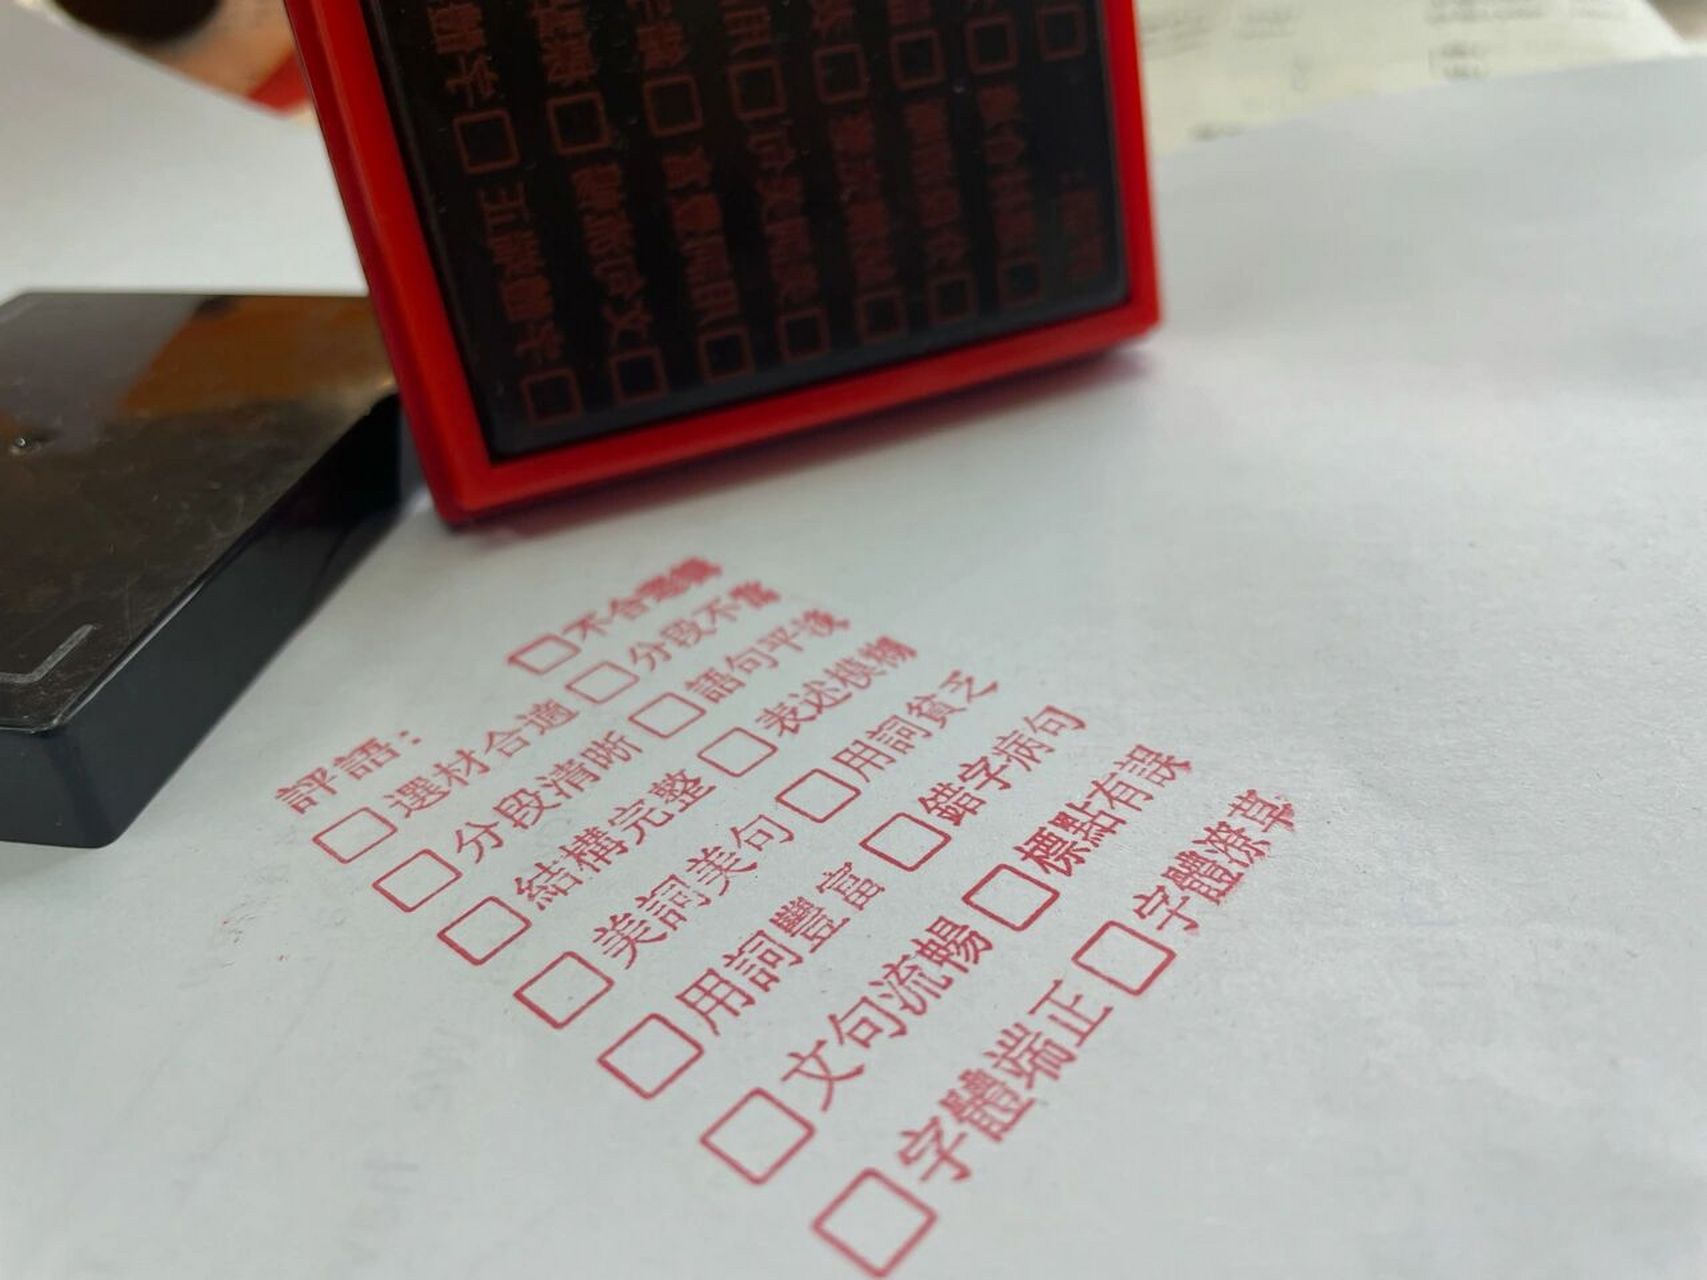 評語：
□選材合適 □不合邏輯
□分段清晰 □分段不當
□結構完整 □語句平淡
□美詞美句 □表述模糊
□用詞豐富 □用詞貧乏
□文句流暢 □錯字病句
□字體端正 □標點有誤
□字體潦草